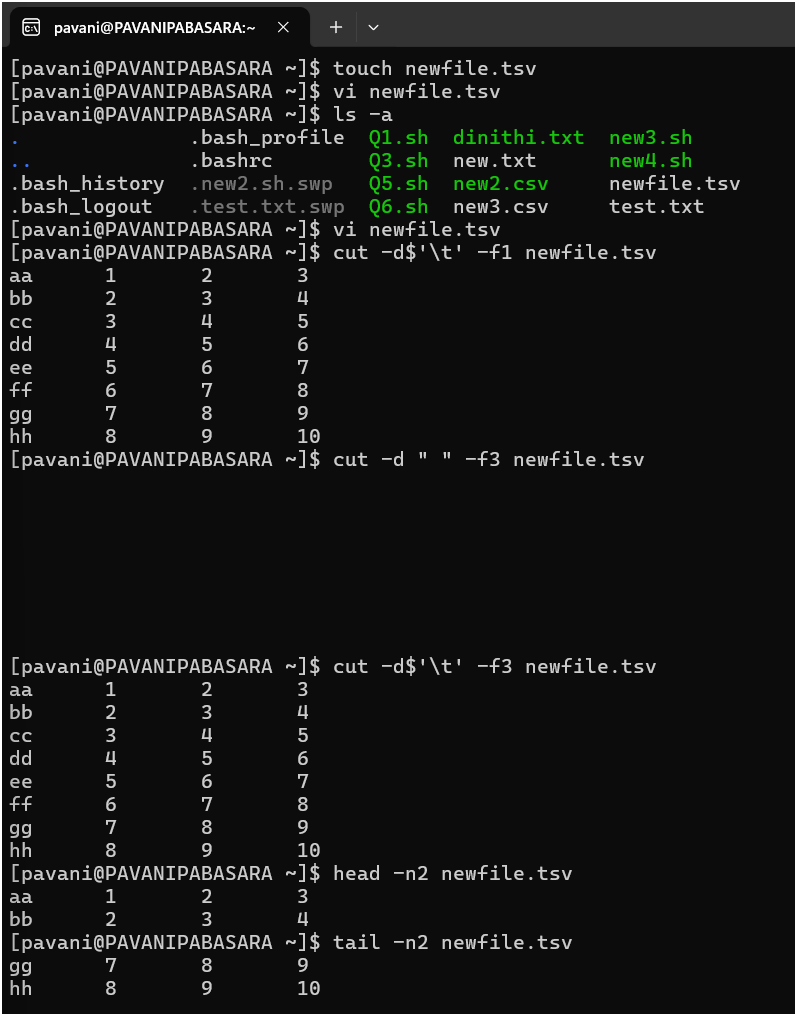 pavani@PAVANIPABASARA:~
[pavani@PAVANIPABASARA ~]$ touch newfile.tsv
[pavani@PAVANIPABASARA ~]$ vi newfile.tsv
[pavani@PAVANIPABASARA ~]$ ls -a
.              .bash_profile  Q1.sh  dinithi.txt  new3.sh
..             .bashrc        Q3.sh  new.txt      new4.sh
.bash_history  .new2.sh.swp   Q5.sh  new2.csv     newfile.tsv
.bash_logout   .test.txt.swp  Q6.sh  new3.csv     test.txt
[pavani@PAVANIPABASARA ~]$ vi newfile.tsv
[pavani@PAVANIPABASARA ~]$ cut -d$'\t' -f1 newfile.tsv
aa      1       2       3
bb      2       3       4
cc      3       4       5
dd      4       5       6
ee      5       6       7
ff      6       7       8
gg      7       8       9
hh      8       9       10
[pavani@PAVANIPABASARA ~]$ cut -d " " -f3 newfile.tsv
[pavani@PAVANIPABASARA ~]$ cut -d$'\t' -f3 newfile.tsv
aa      1       2       3
bb      2       3       4
cc      3       4       5
dd      4       5       6
ee      5       6       7
ff      6       7       8
gg      7       8       9
hh      8       9       10
[pavani@PAVANIPABASARA ~]$ head -n2 newfile.tsv
aa      1       2       3
bb      2       3       4
[pavani@PAVANIPABASARA ~]$ tail -n2 newfile.tsv
gg      7       8       9
hh      8       9       10